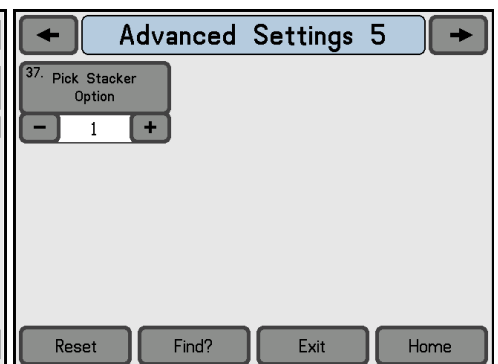 Advanced Settings 5
37. Pick Stacker
Option
− 1 +
Reset Find? Exit Home